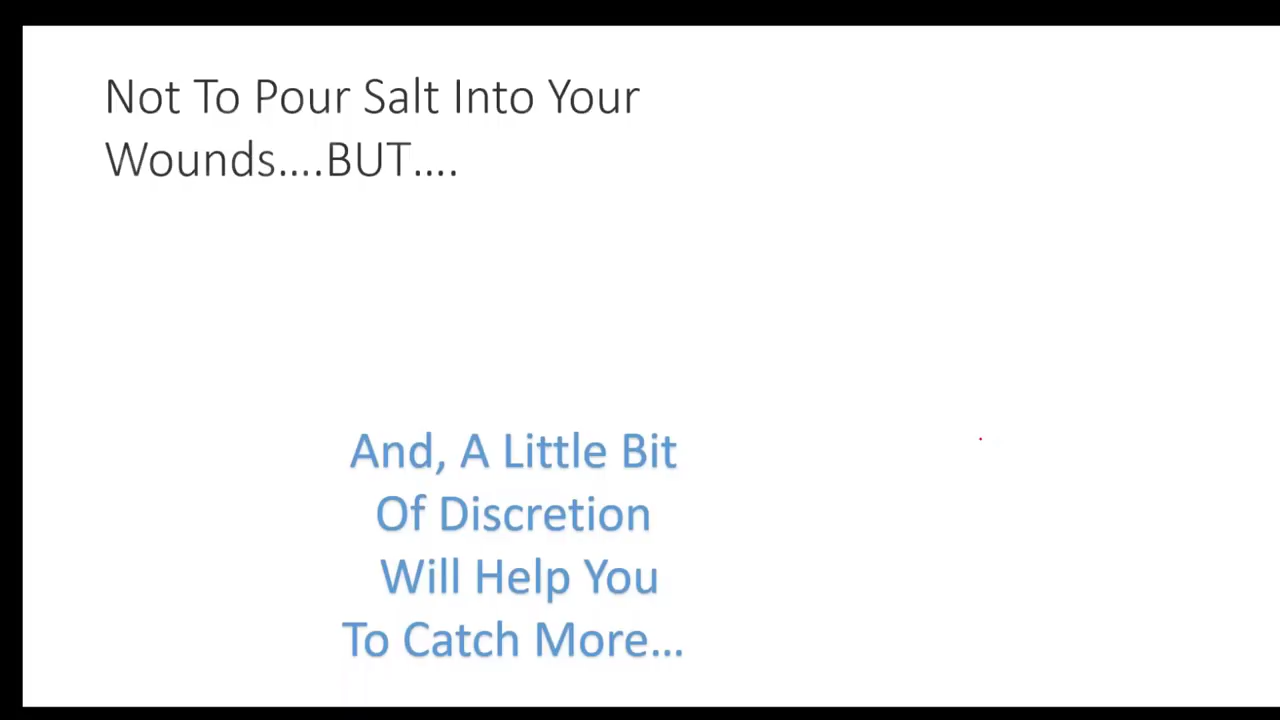 Not To Pour Salt Into Your
Wounds....BUT....
And, A Little Bit
Of Discretion
Will Help You
To Catch More...